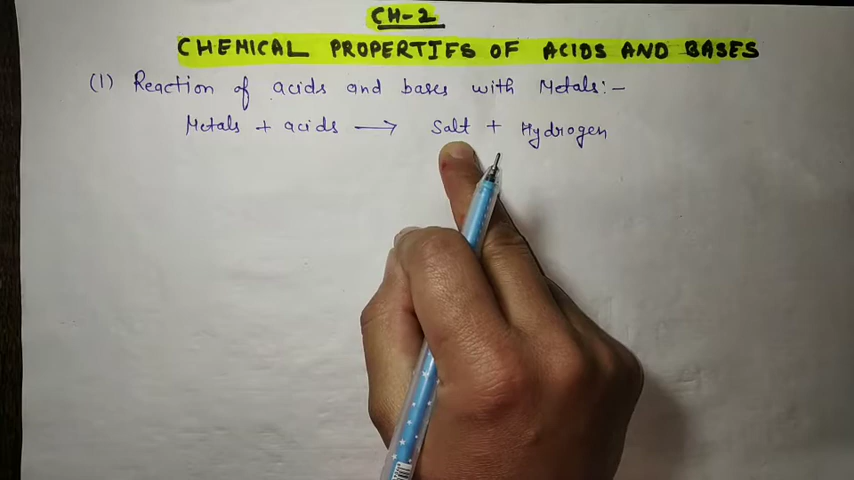 CH-2
CHEMICAL PROPERTIES OF ACIDS AND BASES
(1) Reaction of acids and bases with Metals:-
Metals + acids → Salt + Hydrogen